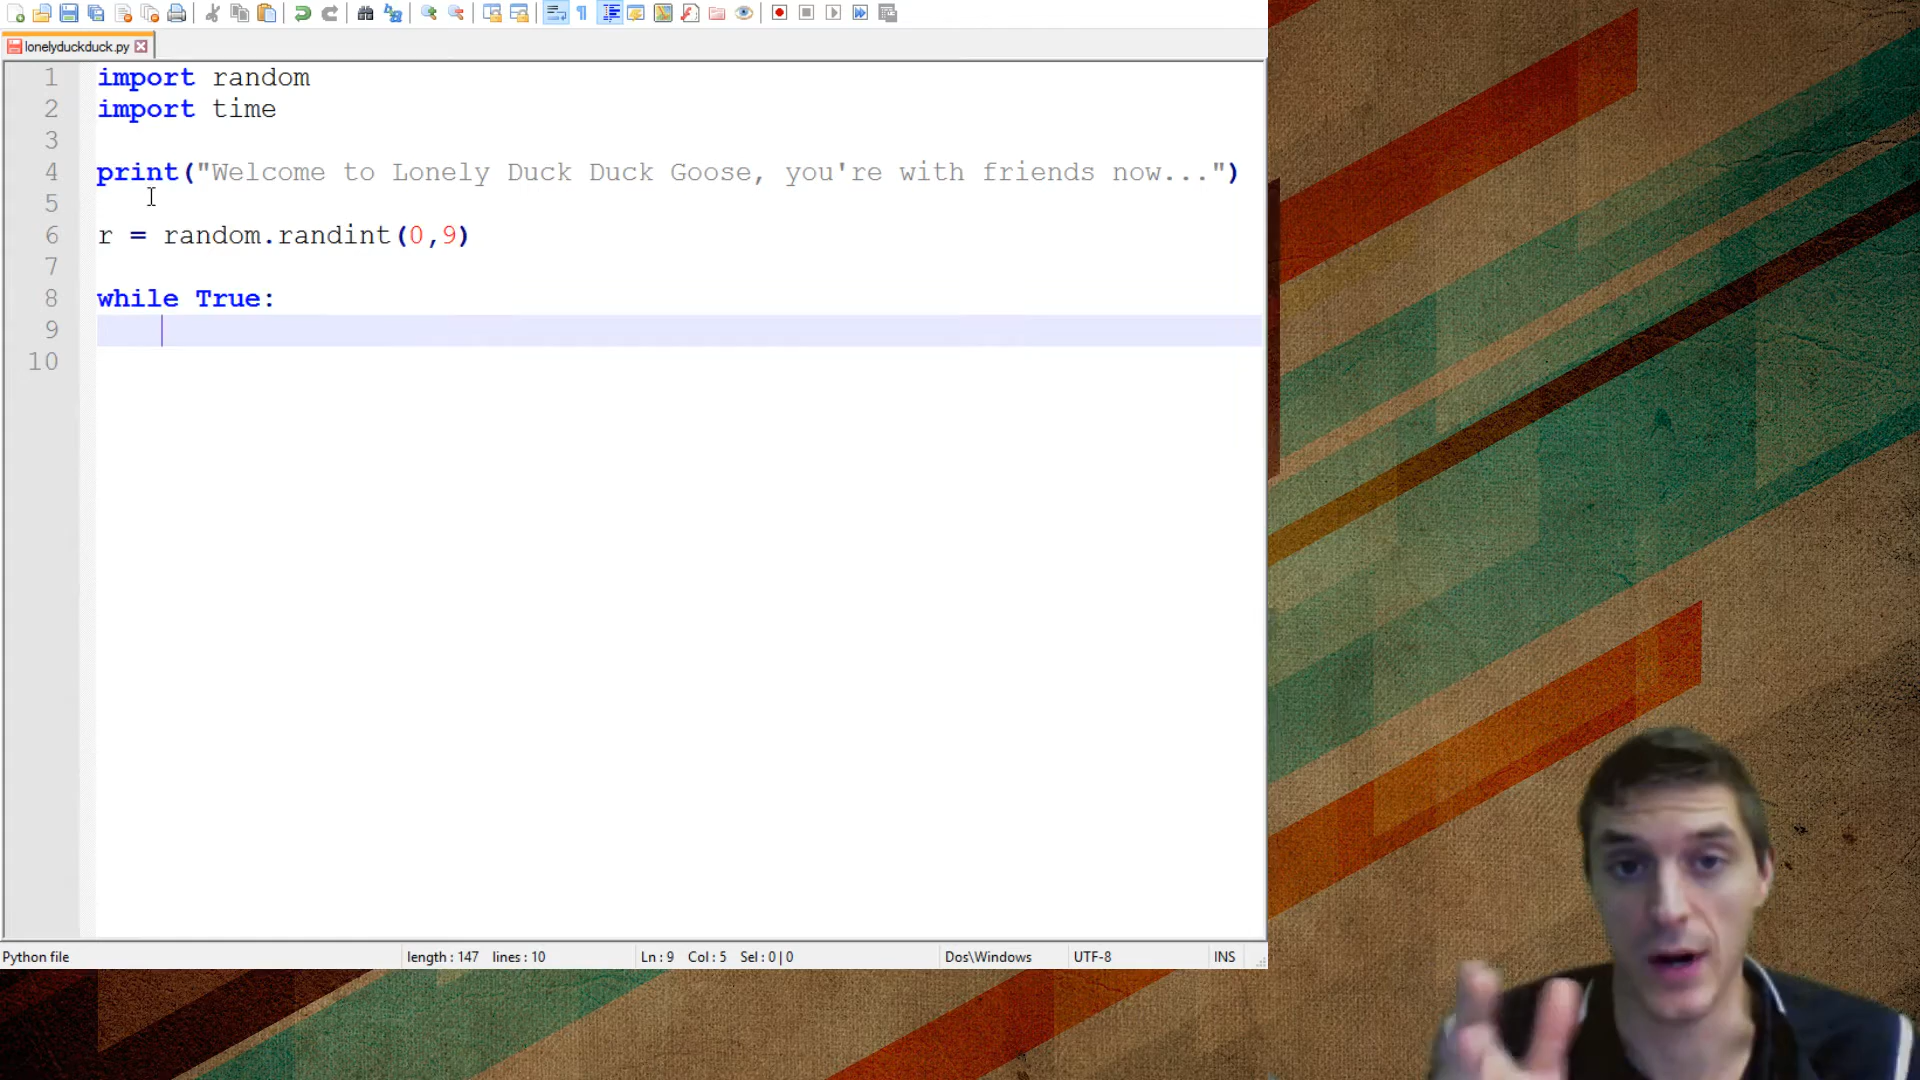 lonelyduckduck.py
1 import random
2 import time
3
4 print("Welcome to Lonely Duck Duck Goose, you're with friends now...")
5
6 r = random.randint(0,9)
7
8 while True:
9
10
Python file length : 147 lines : 10 Ln : 9 Col : 5 Sel : 0 | 0 Dos\Windows UTF-8 INS